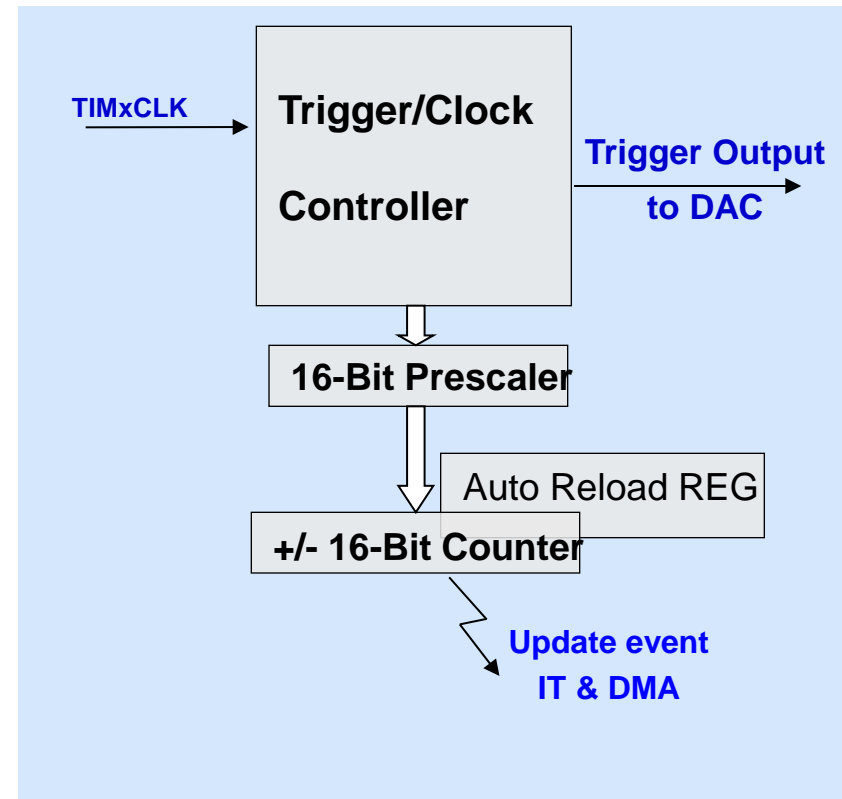 TIMxCLK
Trigger/Clock
Controller
Trigger Output
to DAC
16-Bit Prescaler
Auto Reload REG
+/- 16-Bit Counter
Update event
IT & DMA